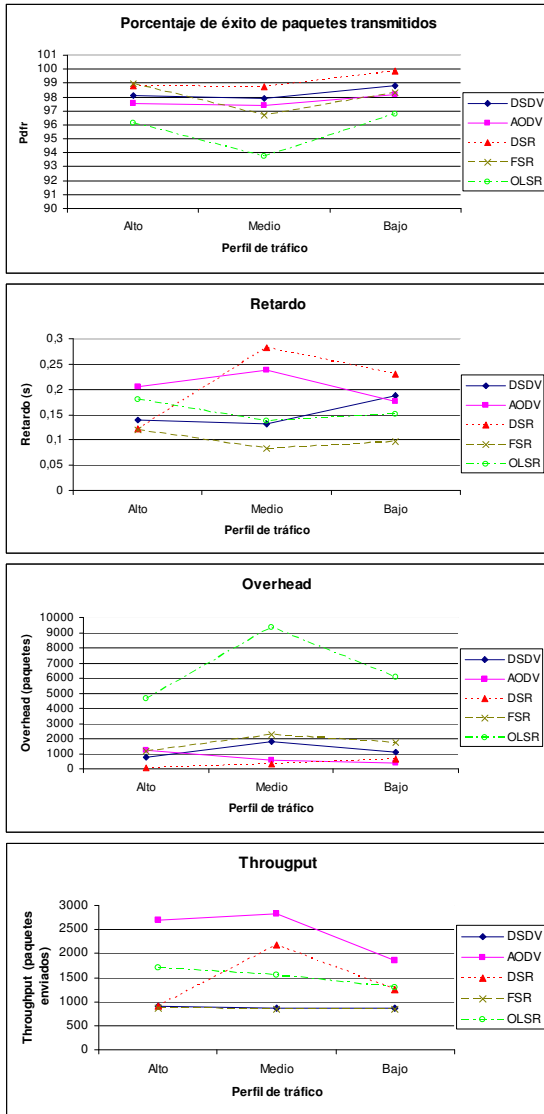 Porcentaje de éxito de paquetes transmitidos
Pdfr
101
100
99
98
97
96
95
94
93
92
91
90
Alto Medio Bajo
Perfil de tráfico
DSDV
AODV
DSR
FSR
OLSR
Retardo
Retardo (s)
0,3
0,25
0,2
0,15
0,1
0,05
0
Alto Medio Bajo
Perfil de tráfico
DSDV
AODV
DSR
FSR
OLSR
Overhead
Overhead (paquetes)
10000
9000
8000
7000
6000
5000
4000
3000
2000
1000
0
Alto Medio Bajo
Perfil de tráfico
DSDV
AODV
DSR
FSR
OLSR
Througput
Throughput (paquetes
enviados)
3000
2500
2000
1500
1000
500
0
Alto Medio Bajo
Perfil de tráfico
DSDV
AODV
DSR
FSR
OLSR